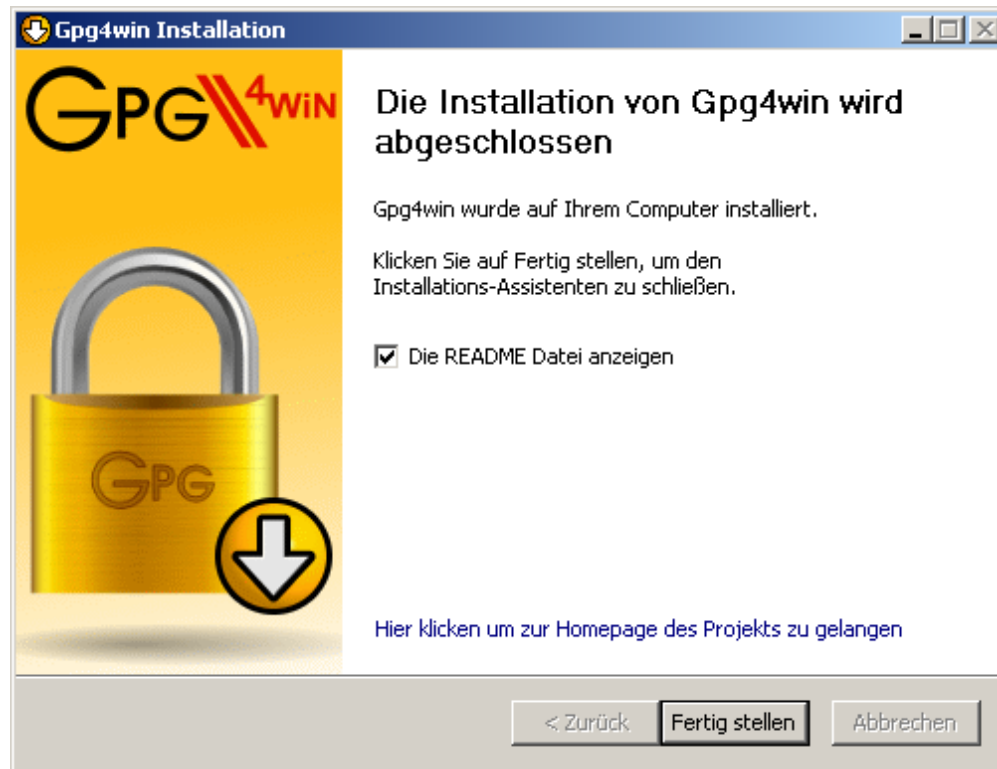 Gpg4win Installation
GPG4WiN
Die Installation von Gpg4win wird
abgeschlossen
Gpg4win wurde auf Ihrem Computer installiert.
Klicken Sie auf Fertig stellen, um den
Installations-Assistenten zu schließen.
Die README Datei anzeigen
GPG
Hier klicken um zur Homepage des Projekts zu gelangen
< Zurück Fertig stellen Abbrechen